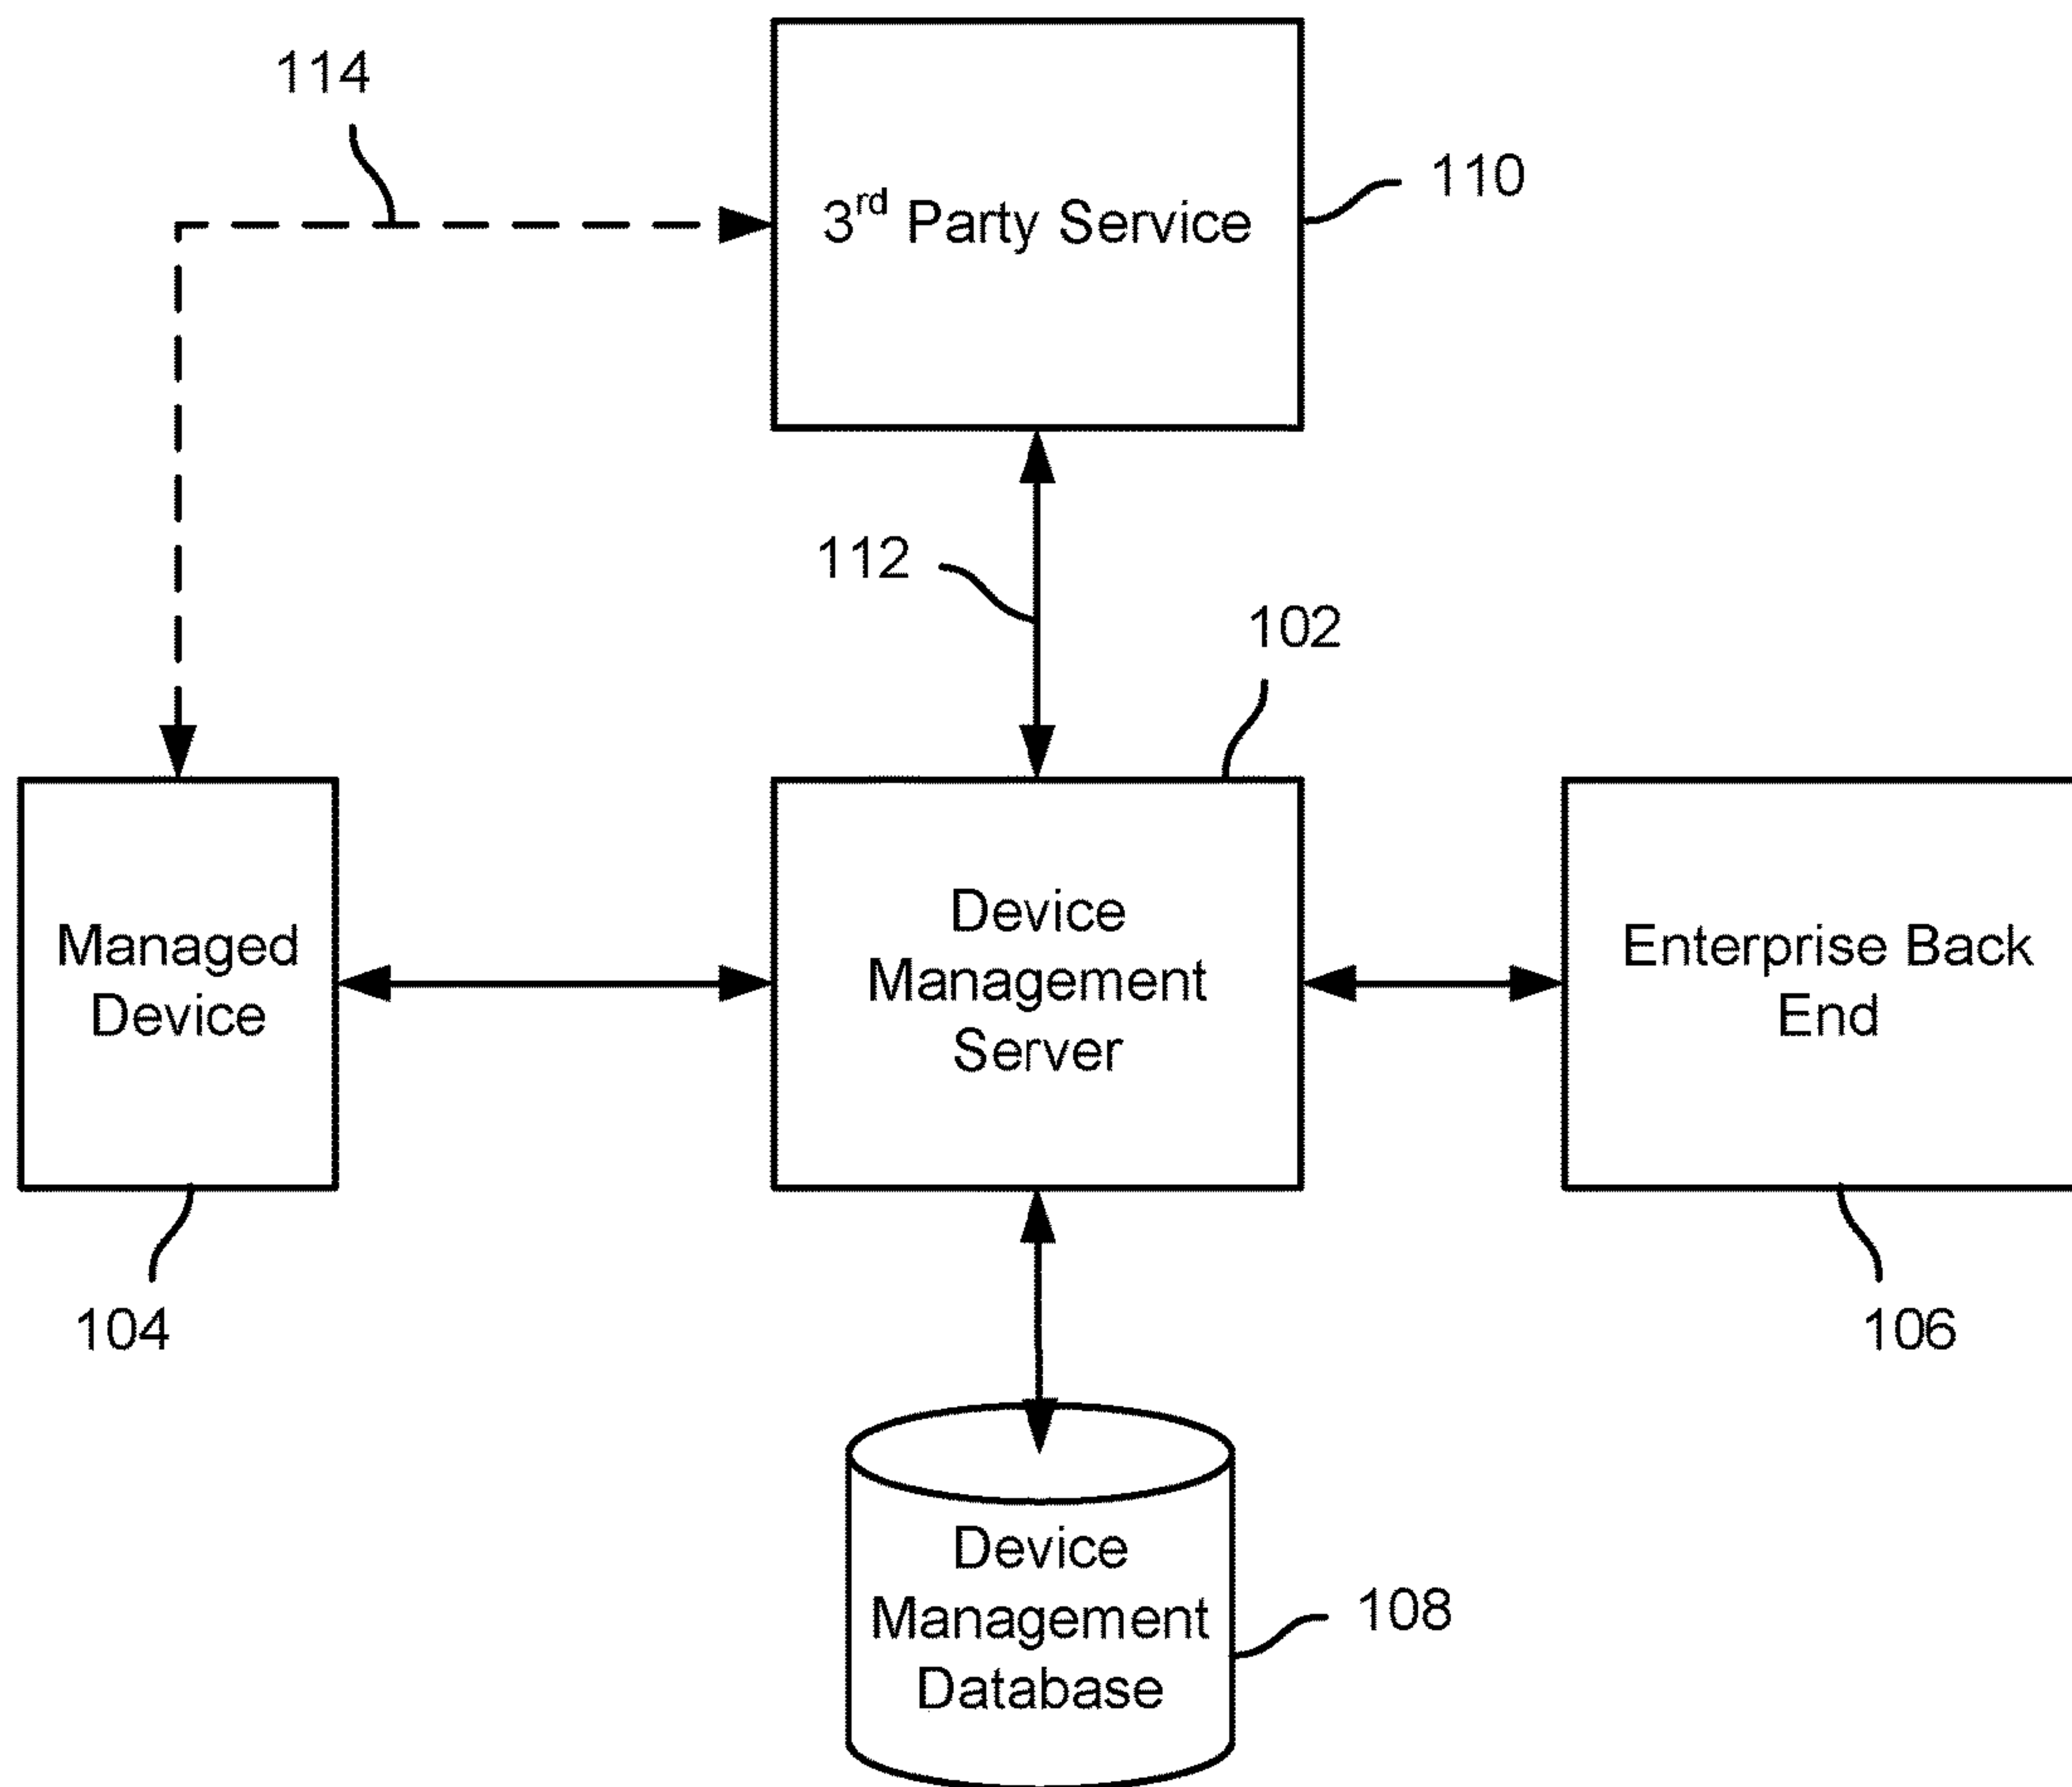 114
3rd Party Service
110
112
102
Managed
Device
Device
Management
Server
Enterprise Back
End
104
106
Device
Management
Database
108